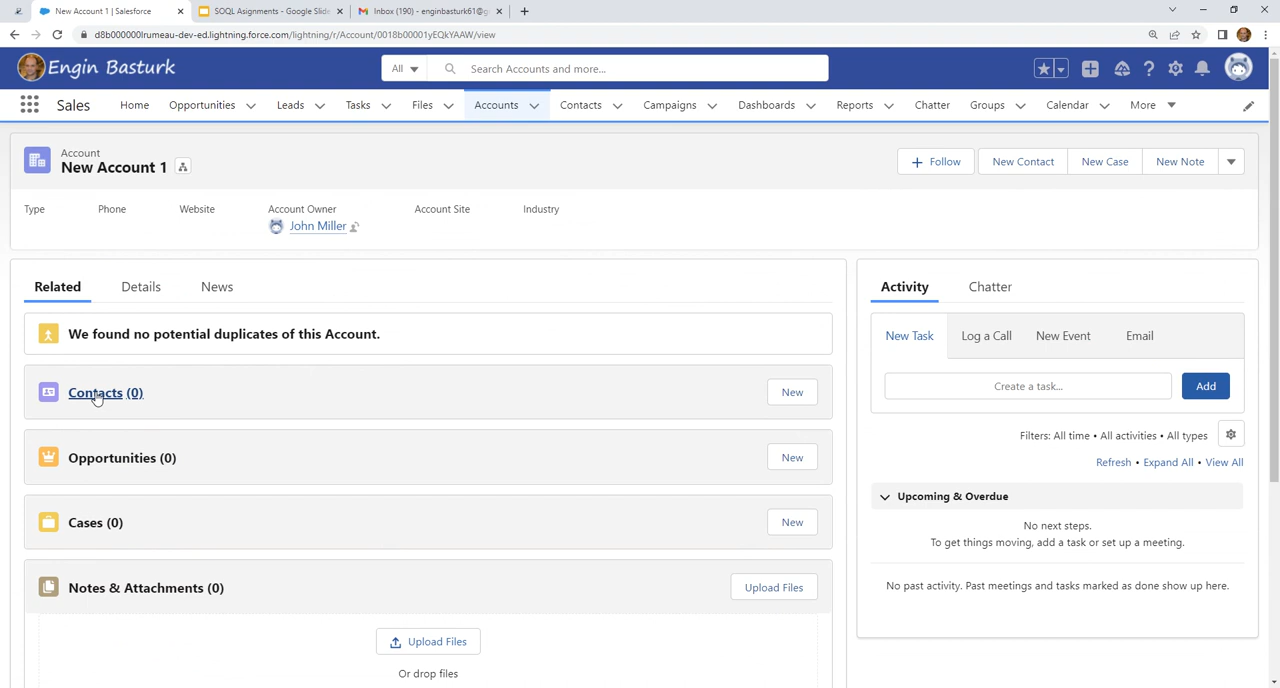 New Account 1 | Salesforce
SOQL Asignments - Google Slide
Inbox (190) - enginbasturk61@g
d8b000000lrumeau-dev-ed.lightning.force.com/lightning/r/Account/0018b00001yEQkYAAW/view
Engin Basturk
All
Search Accounts and more...
Sales
Home
Opportunities
Leads
Tasks
Files
Accounts
Contacts
Campaigns
Dashboards
Reports
Chatter
Groups
Calendar
More
Account
New Account 1
Follow
New Contact
New Case
New Note
Type
Phone
Website
Account Owner
Account Site
Industry
John Miller
Related
Details
News
We found no potential duplicates of this Account.
Contacts (0)
New
Opportunities (0)
New
Cases (0)
New
Notes & Attachments (0)
Upload Files
Upload Files
Or drop files
Activity
Chatter
New Task
Log a Call
New Event
Email
Create a task...
Add
Filters: All time • All activities • All types
Refresh • Expand All • View All
Upcoming & Overdue
No next steps.
To get things moving, add a task or set up a meeting.
No past activity. Past meetings and tasks marked as done show up here.